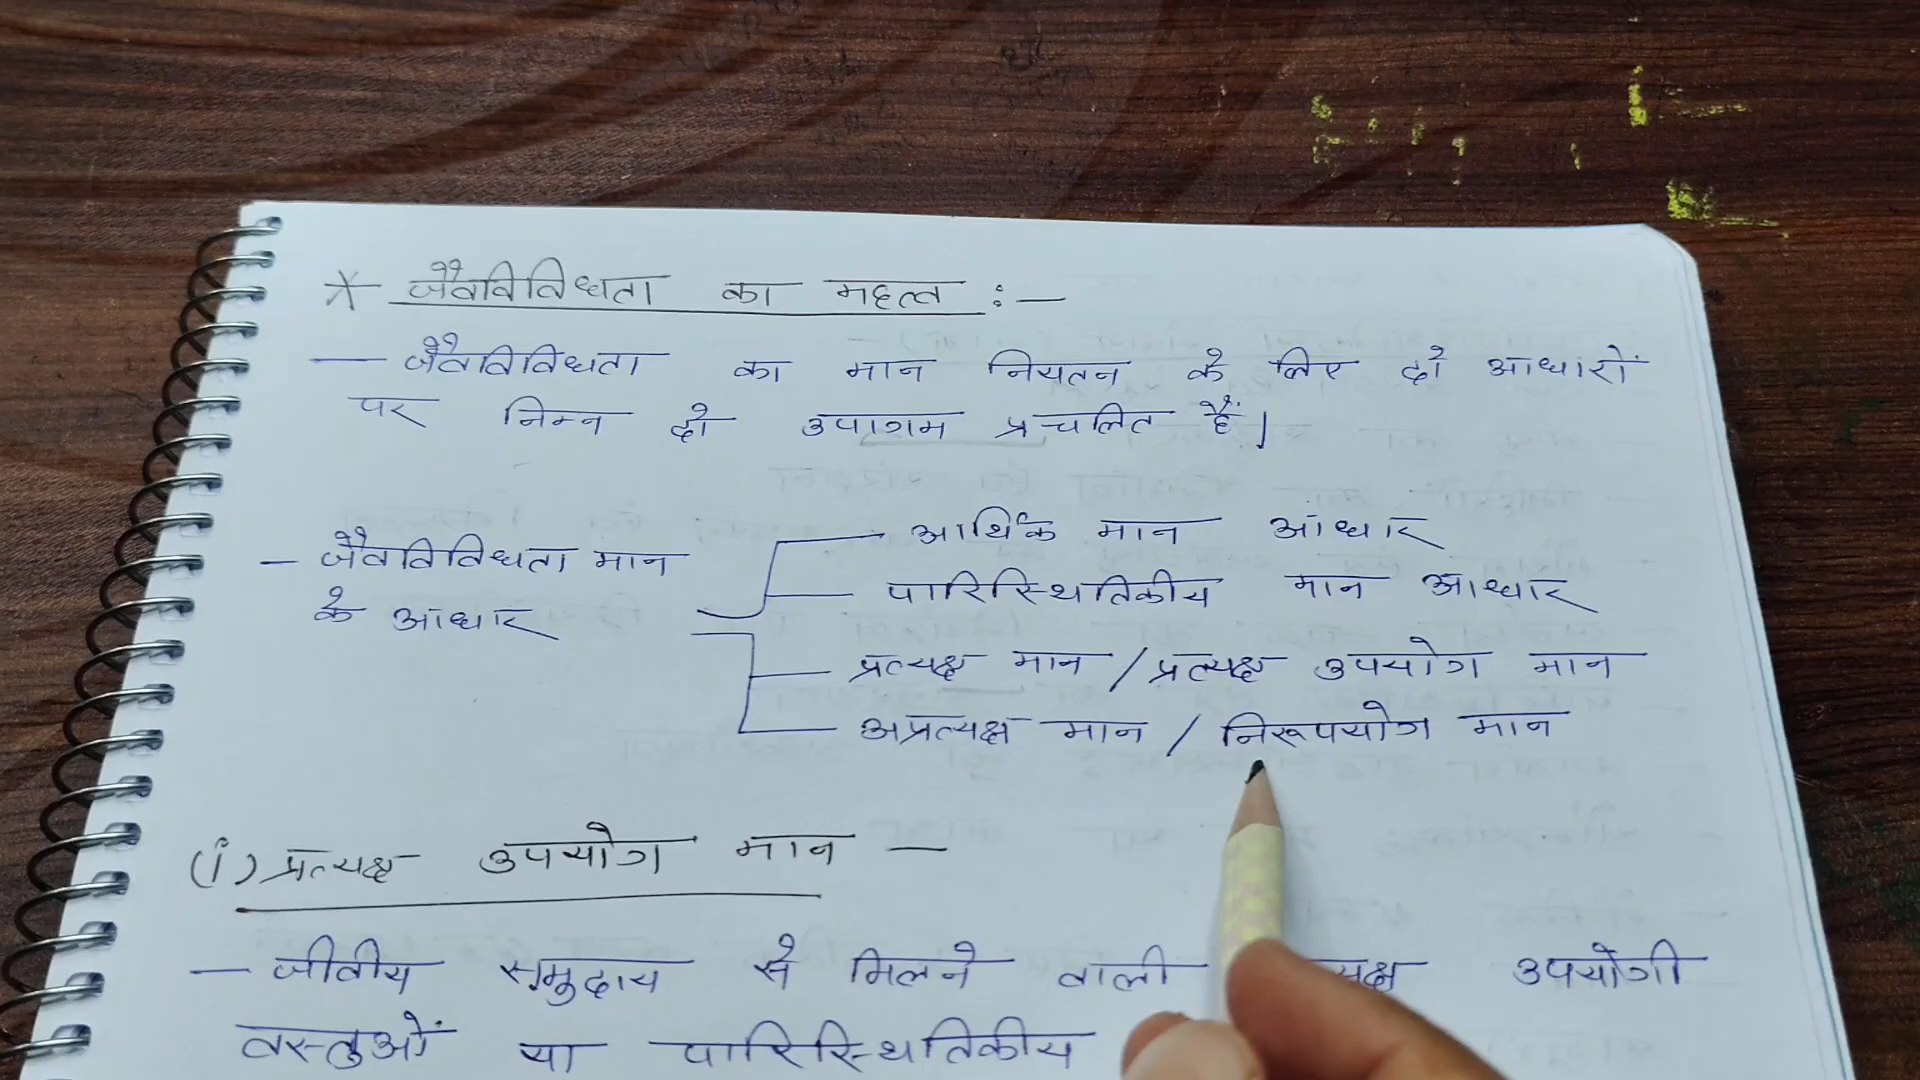 * जैवविविधता का महत्व :—
— जैवविविधता का मान नियतन के लिए दो आधारों
पर निम्न दो उपागम प्रचलित हैं।
— जैवविविधता मान
के आधार
आर्थिक मान आधार
पारिस्थितिकीय मान आधार
प्रत्यक्ष मान / प्रत्यक्ष उपयोग मान
अप्रत्यक्ष मान / निरूपयोग मान
(i) प्रत्यक्ष उपयोग मान —
— जीवीय समुदाय से मिलने वाली उपयोगी
वस्तुओं या पारिस्थितिकीय